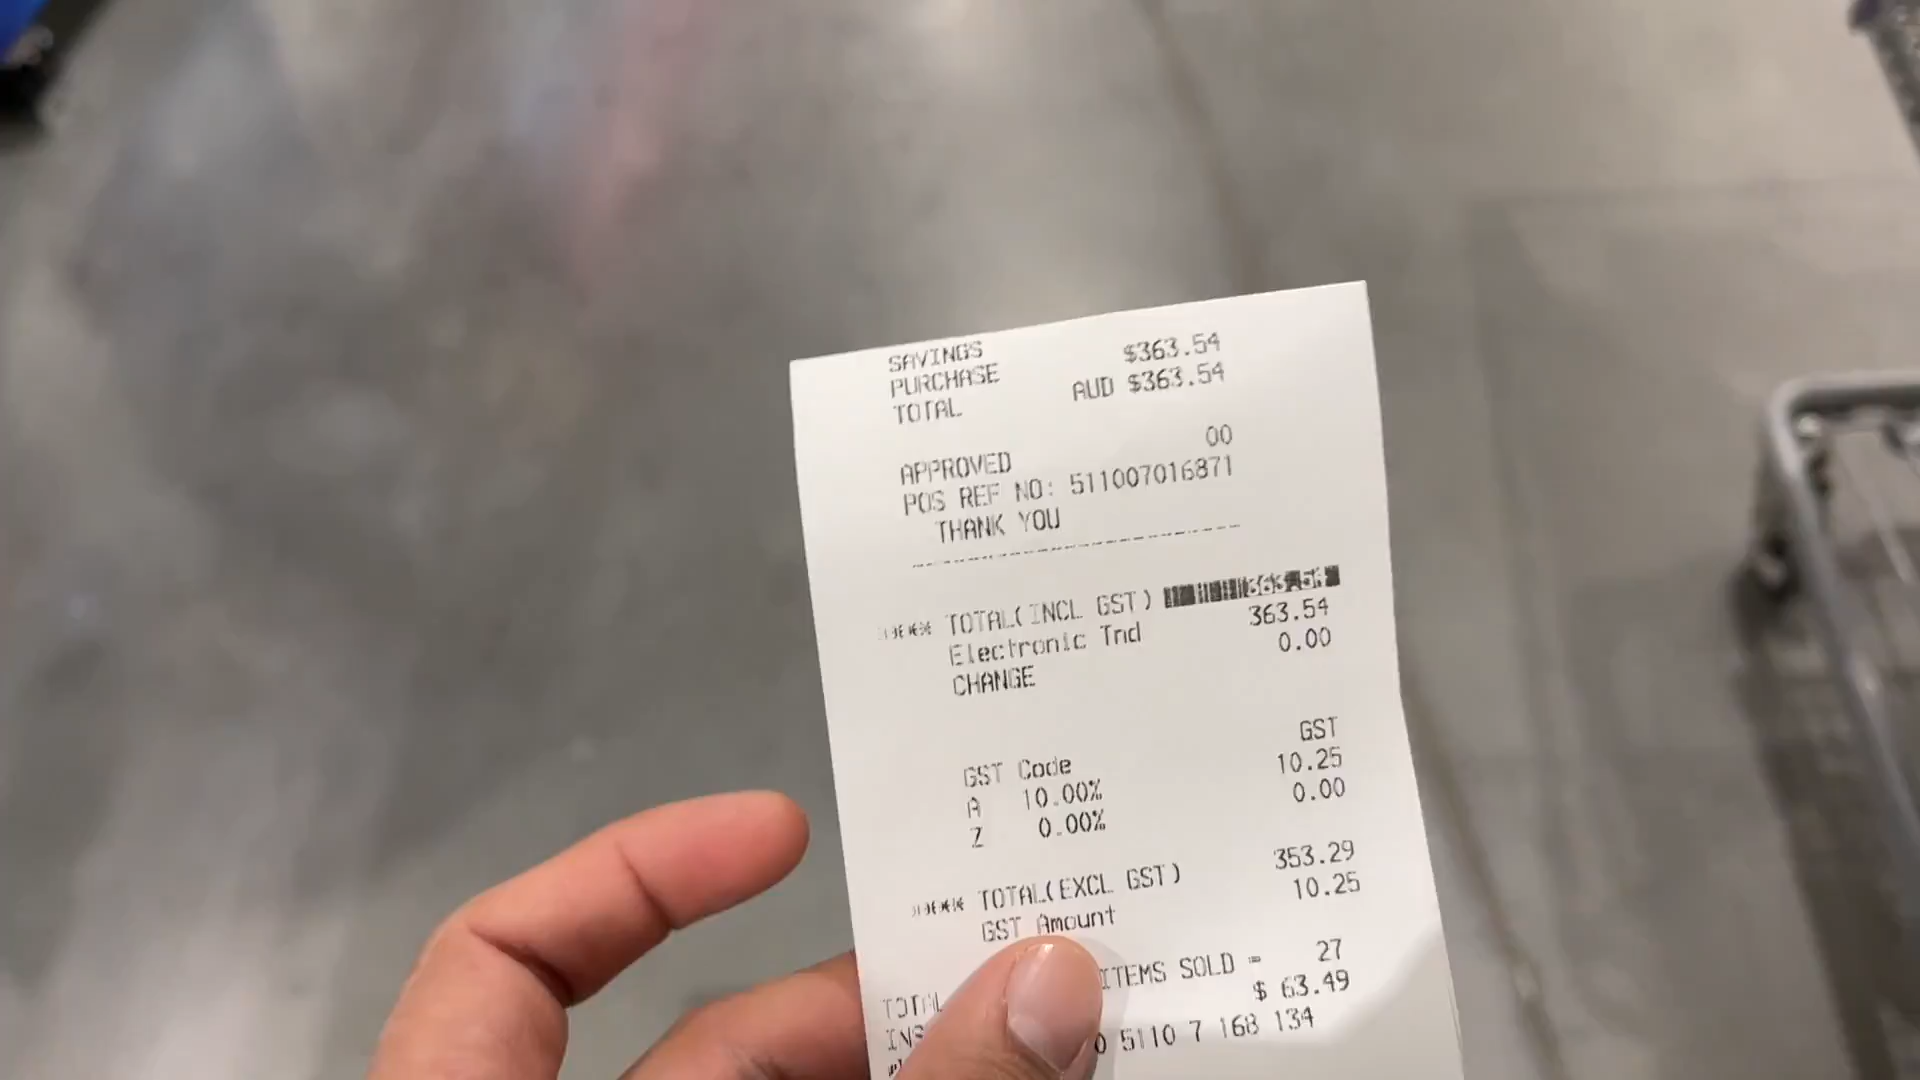 SAVINGS
PURCHASE $363.54
TOTAL AUD $363.54
APPROVED 00
POS REF NO: 511007016871
THANK YOU
**** TOTAL(INCL GST) 363.54
Electronic Tnd 363.54
CHANGE 0.00
GST Code GST
A 10.00% 10.25
Z 0.00% 0.00
**** TOTAL(EXCL GST) 353.29
GST Amount 10.25
TOTAL ITEMS SOLD = 27
INS $ 63.49
0 5110 7 168 134